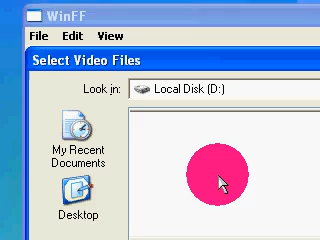 WinFF
File Edit View
Select Video Files
Look in: Local Disk (D:)
My Recent
Documents
Desktop